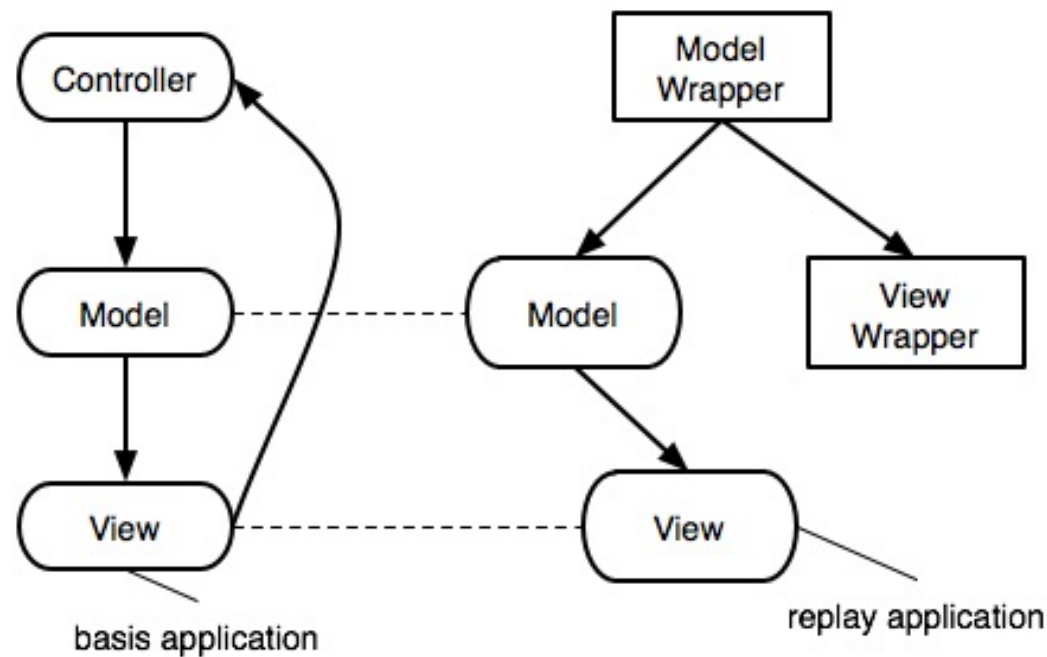 Controller
Model
Wrapper
Model
Model
View
Wrapper
View
View
basis application
replay application